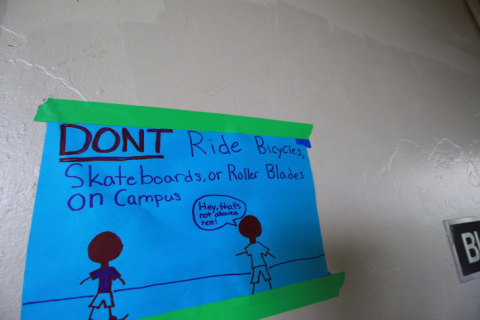 DONT Ride Bicycles,
Skateboards, or Roller Blades
on Campus
Hey, that's
not allowed
here!